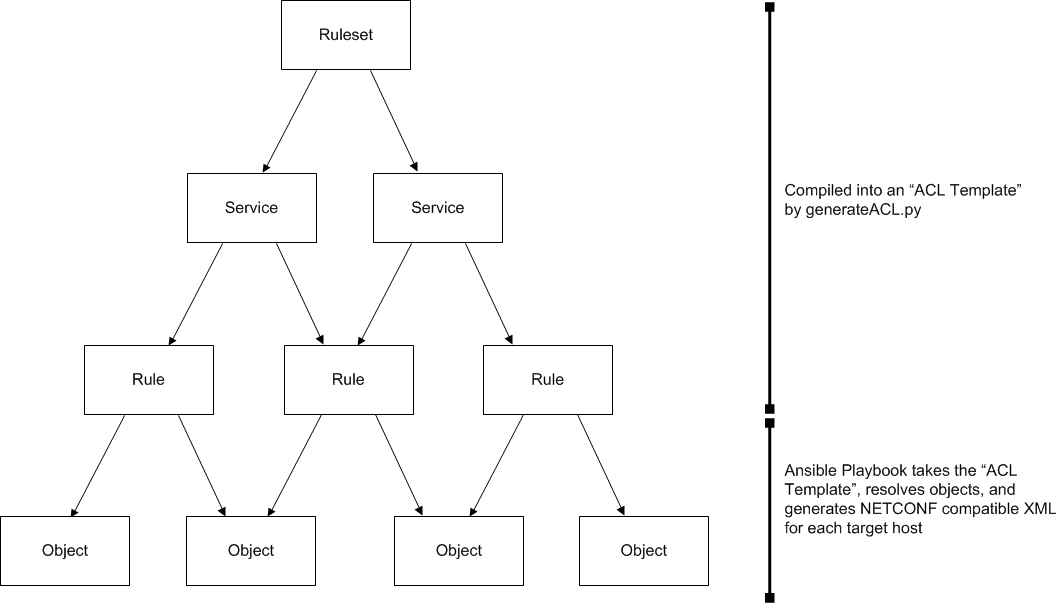 Ruleset
Compiled into an “ACL Template”
by generateACL.py
Service
Service
Rule
Rule
Rule
Ansible Playbook takes the “ACL
Template”, resolves objects, and
generates NETCONF compatible XML
for each target host
Object
Object
Object
Object